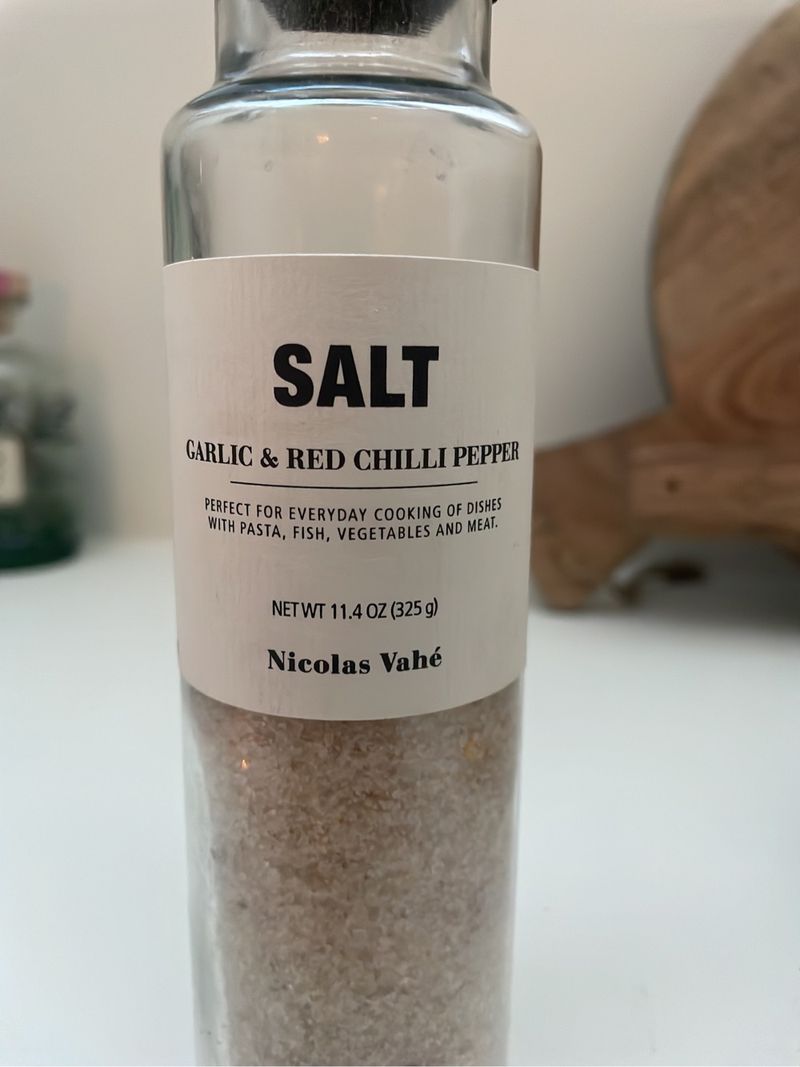 SALT
GARLIC & RED CHILLI PEPPER
PERFECT FOR EVERYDAY COOKING OF DISHES
WITH PASTA, FISH, VEGETABLES AND MEAT.
NET WT 11.4 OZ (325 g)
Nicolas Vahé